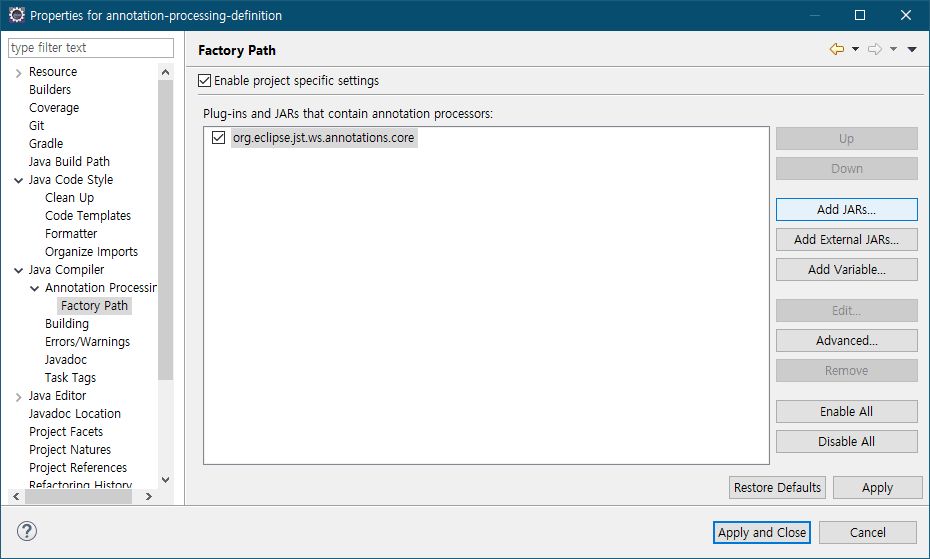 Properties for annotation-processing-definition
type filter text
Resource
Builders
Coverage
Git
Gradle
Java Build Path
Java Code Style
Clean Up
Code Templates
Formatter
Organize Imports
Java Compiler
Annotation Processin
Factory Path
Building
Errors/Warnings
Javadoc
Task Tags
Java Editor
Javadoc Location
Project Facets
Project Natures
Project References
Refactoring History
Factory Path
Enable project specific settings
Plug-ins and JARs that contain annotation processors:
org.eclipse.jst.ws.annotations.core
Up
Down
Add JARs...
Add External JARs...
Add Variable...
Edit...
Advanced...
Remove
Enable All
Disable All
Restore Defaults
Apply
?
Apply and Close
Cancel